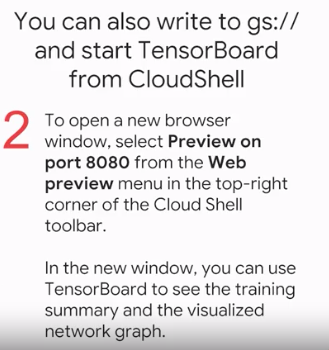 You can also write to gs://
and start TensorBoard
from CloudShell
2
To open a new browser
window, select Preview on
port 8080 from the Web
preview menu in the top-right
corner of the Cloud Shell
toolbar.
In the new window, you can use
TensorBoard to see the training
summary and the visualized
network graph.